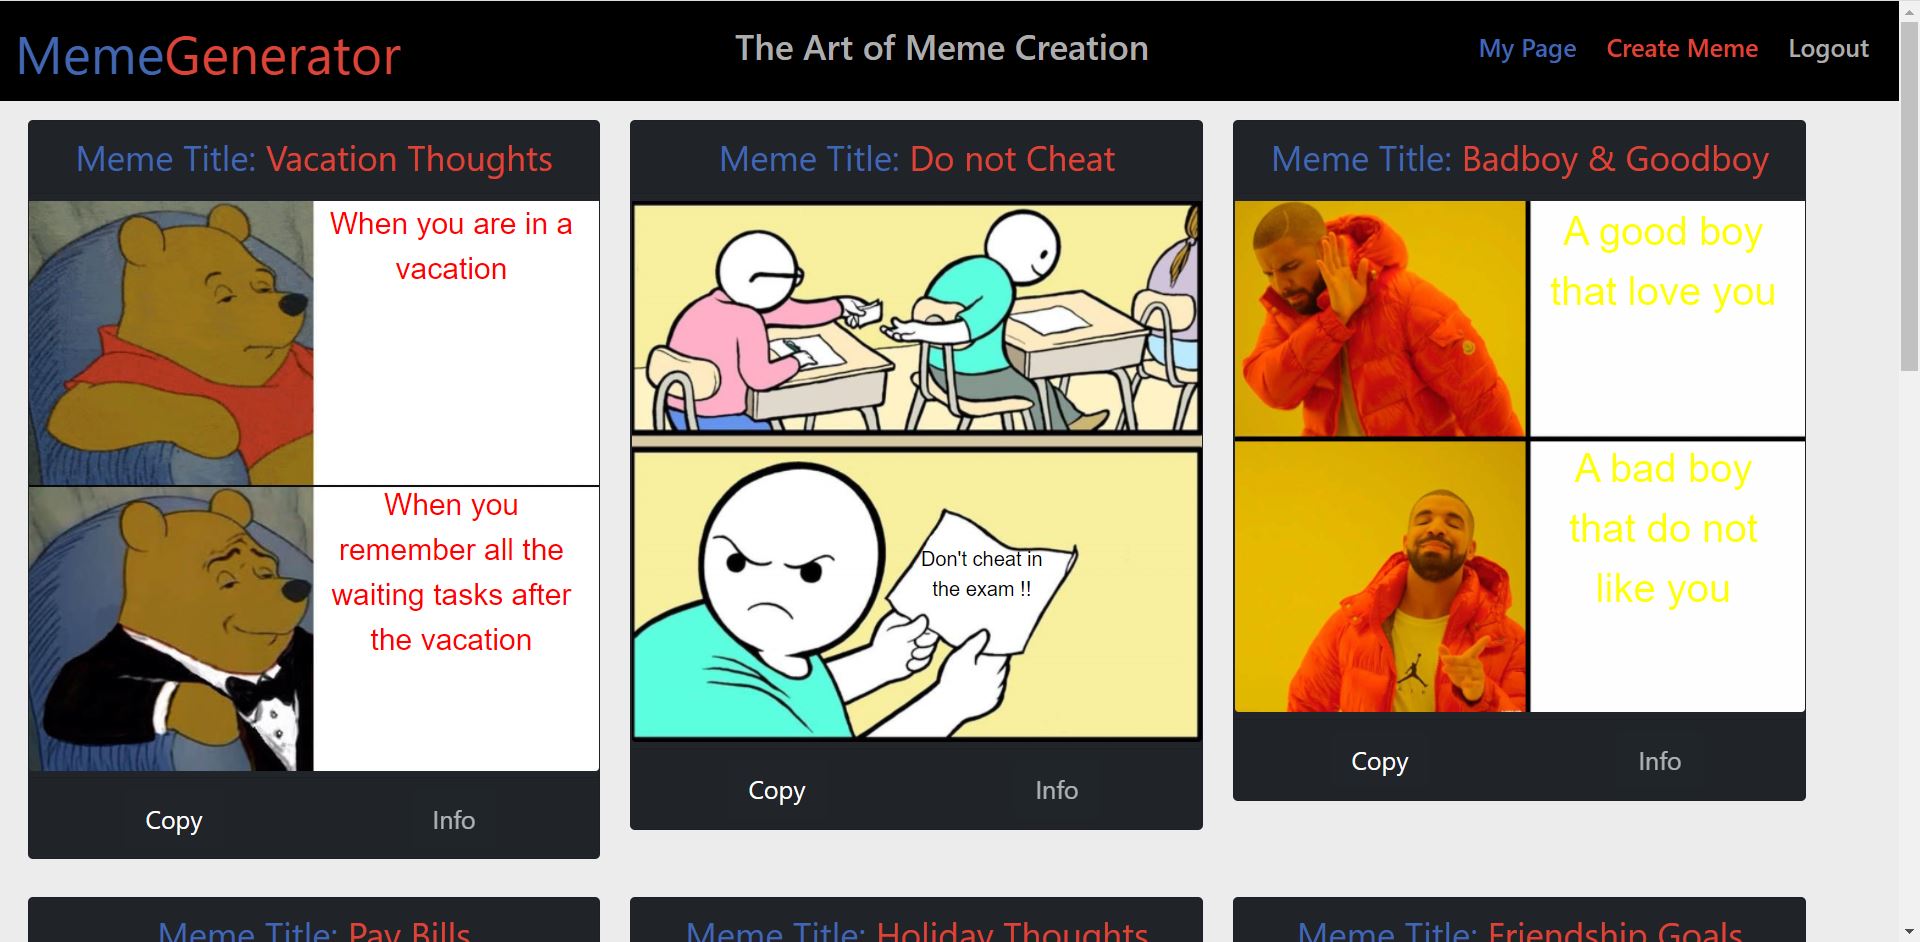 MemeGenerator
The Art of Meme Creation
My Page
Create Meme
Logout
Meme Title: Vacation Thoughts
When you are in a
vacation
When you
remember all the
waiting tasks after
the vacation
Copy
Info
Meme Title: Do not Cheat
Don't cheat in
the exam !!
Copy
Info
Meme Title: Badboy & Goodboy
A good boy
that love you
A bad boy
that do not
like you
Copy
Info
Meme Title: Pay Bills
Meme Title: Holiday Thoughts
Meme Title: Friendship Goals